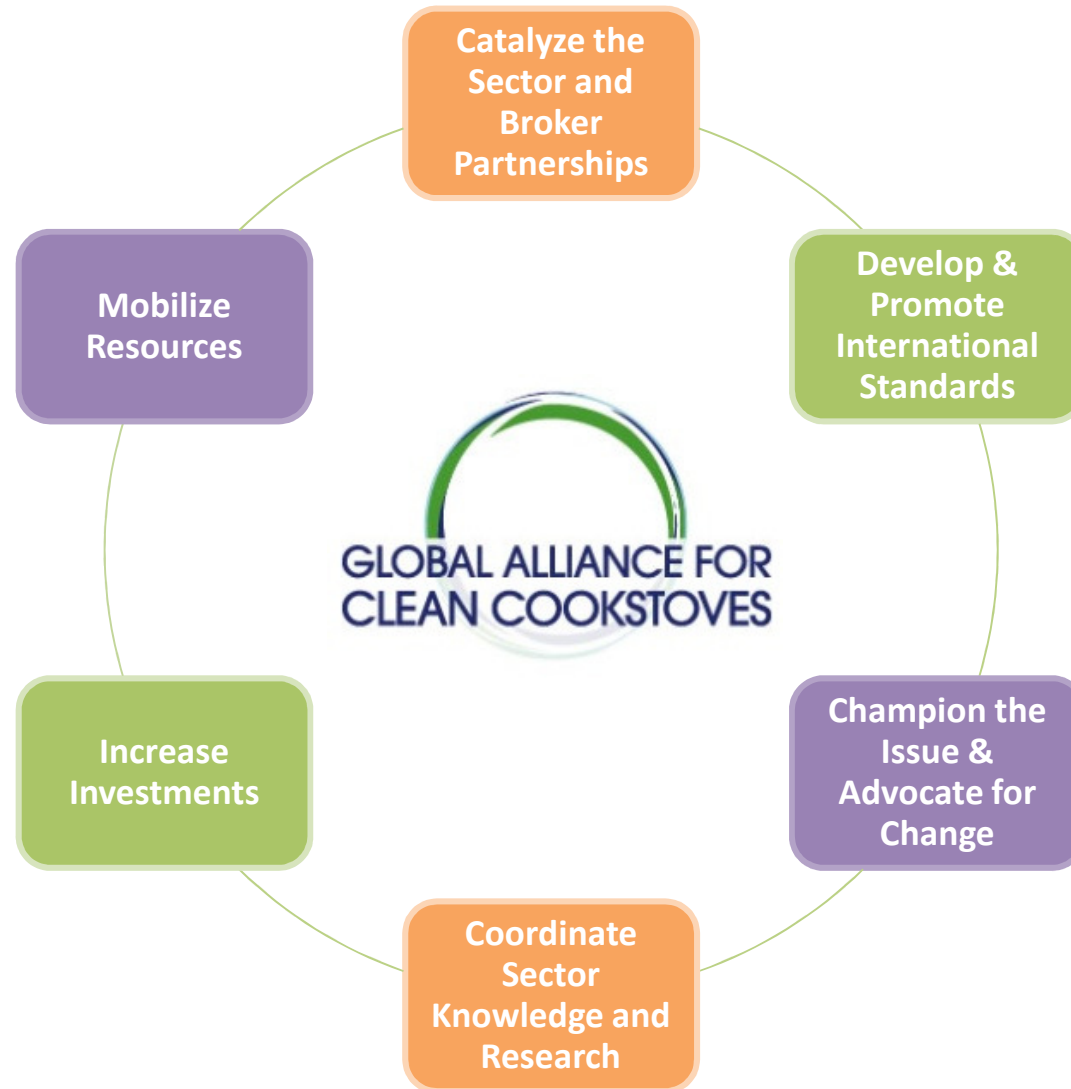 Catalyze the
Sector and
Broker
Partnerships
Develop &
Promote
International
Standards
Champion the
Issue &
Advocate for
Change
Coordinate
Sector
Knowledge and
Research
Increase
Investments
Mobilize
Resources
GLOBAL ALLIANCE FOR
CLEAN COOKSTOVES